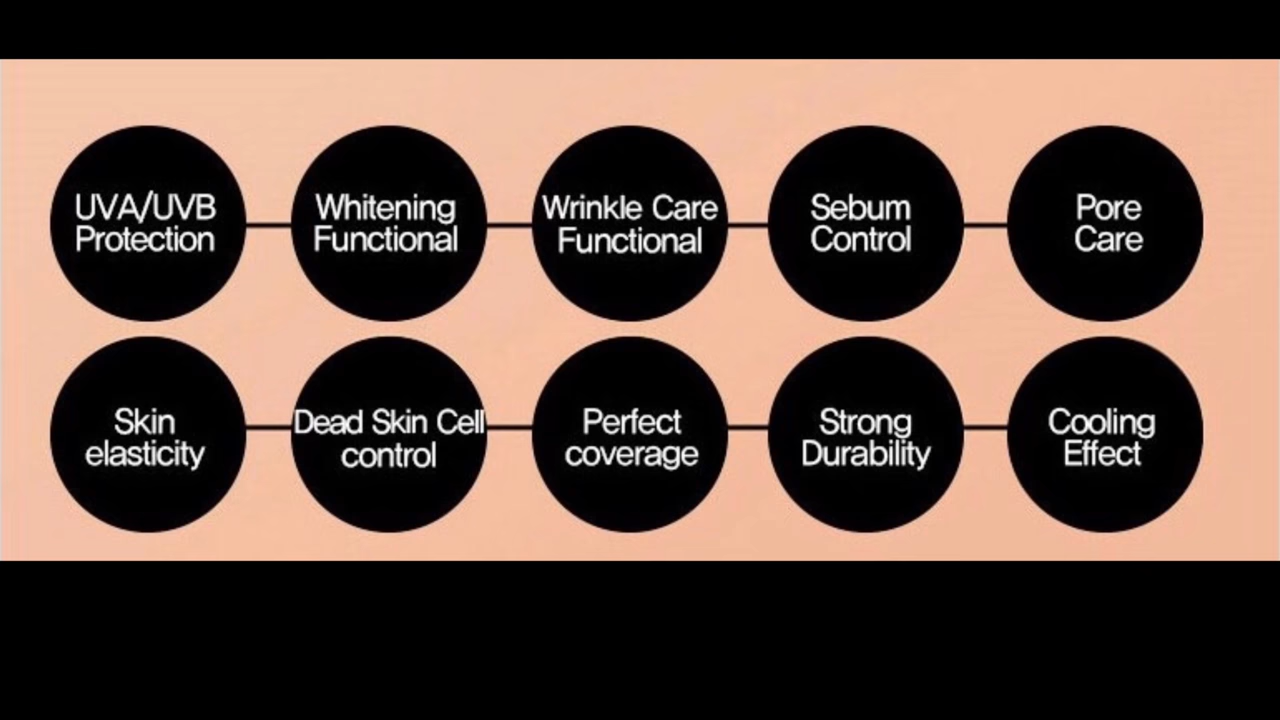 UVA/UVB
Protection
Whitening
Functional
Wrinkle Care
Functional
Sebum
Control
Pore
Care
Skin
elasticity
Dead Skin Cell
control
Perfect
coverage
Strong
Durability
Cooling
Effect